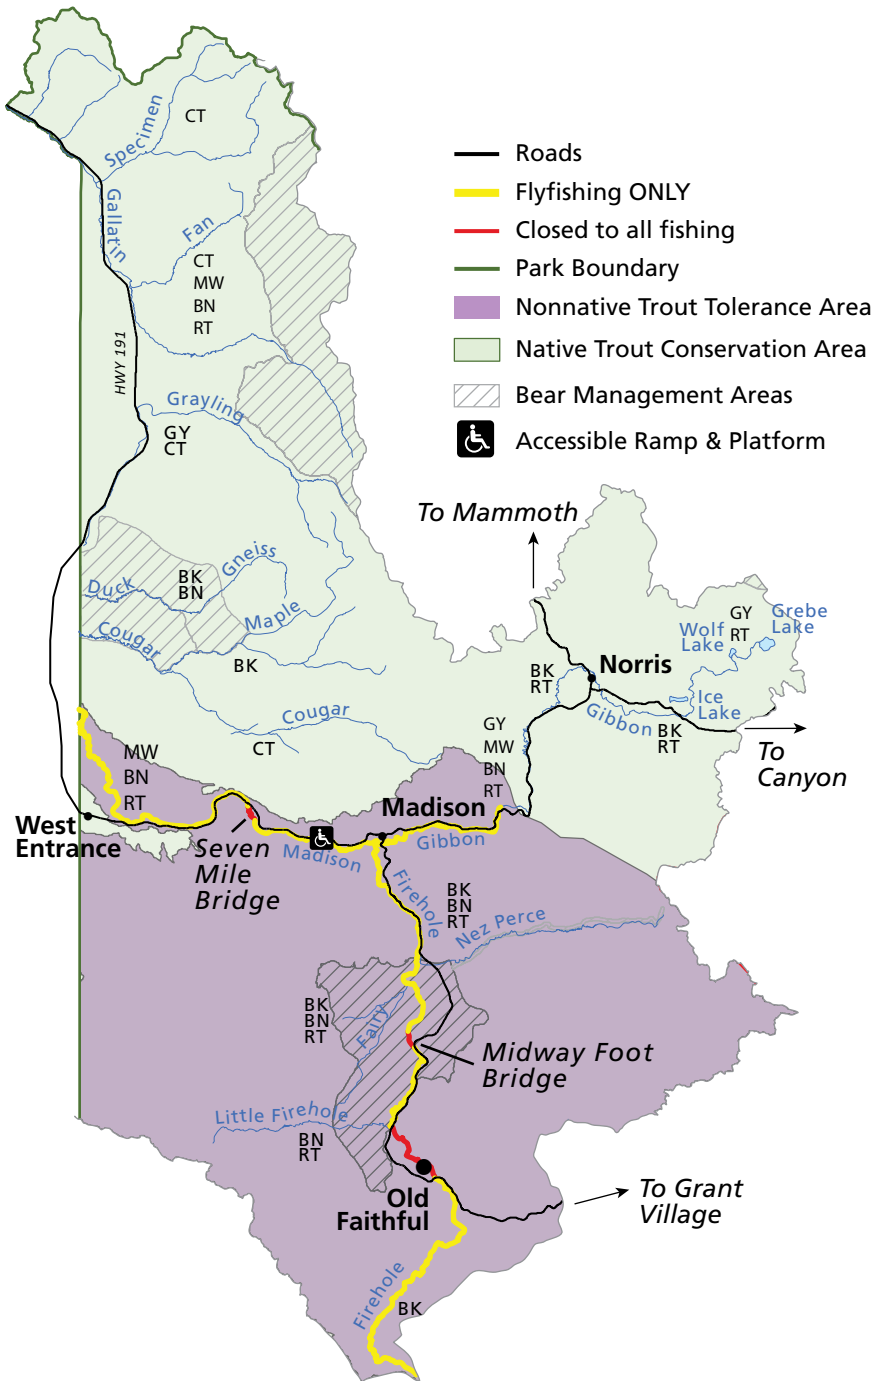 CT
Specimen
Gallatin
Fan
CT
MW
BN
RT
HWY 191
Grayling
GY
CT
Roads
Flyfishing ONLY
Closed to all fishing
Park Boundary
Nonnative Trout Tolerance Area
Native Trout Conservation Area
Bear Management Areas
Accessible Ramp & Platform
To Mammoth
Gneiss
Duck
BK
BN
Maple
Cougar
BK
Cougar
CT
GY
RT
Grebe
Lake
Wolf
Lake
Norris
BK
RT
Ice
Lake
Gibbon
BK
RT
To
Canyon
GY
MW
BN
RT
MW
BN
RT
West
Entrance
Seven
Mile
Bridge
Madison
Madison
Gibbon
Firehole
BK
BN
RT
Nez Perce
BK
BN
RT
Fairy
Midway Foot
Bridge
Little Firehole
BN
RT
Old
Faithful
To Grant
Village
Firehole
BK